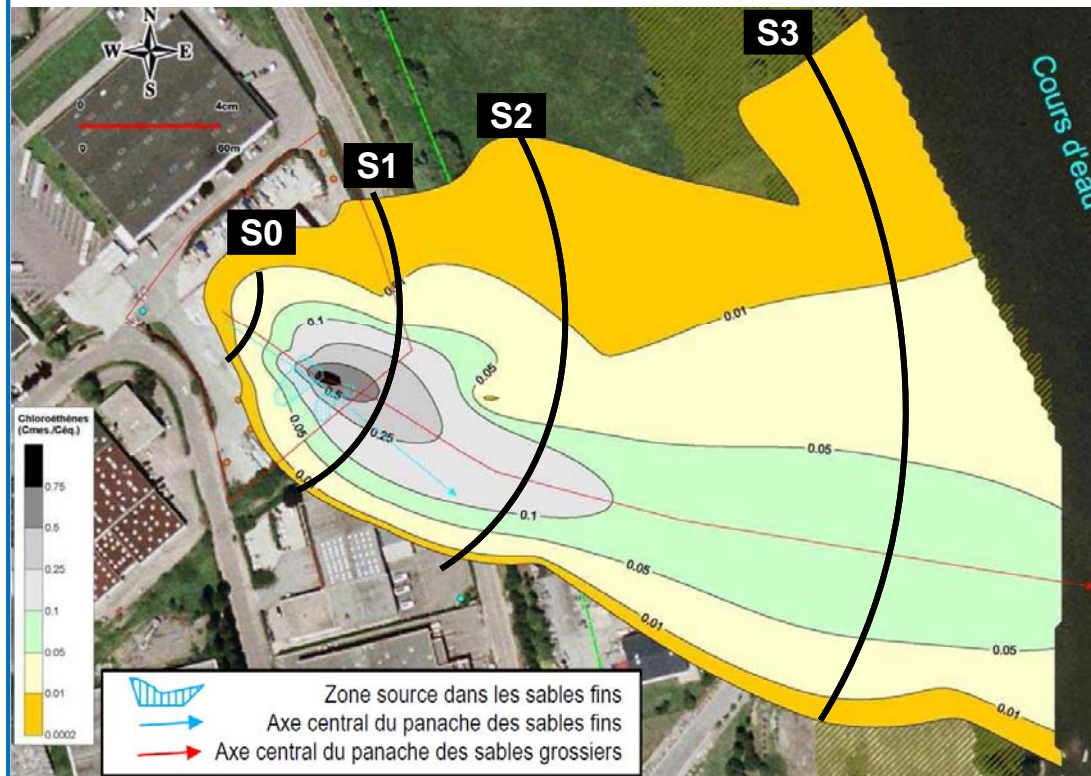 N
W E
S
0 4cm
0 60m
S0
S1
S2
S3
Cours d'eau
0.01
0.01
0.1
0.05
0.5
0.25
0.05
0.05
0.1
0.05
0.05
0.01
0.01
Chloroéthènes
(Cmes./Céq.)
0.75
0.5
0.25
0.1
0.05
0.01
0.0002
Zone source dans les sables fins
Axe central du panache des sables fins
Axe central du panache des sables grossiers